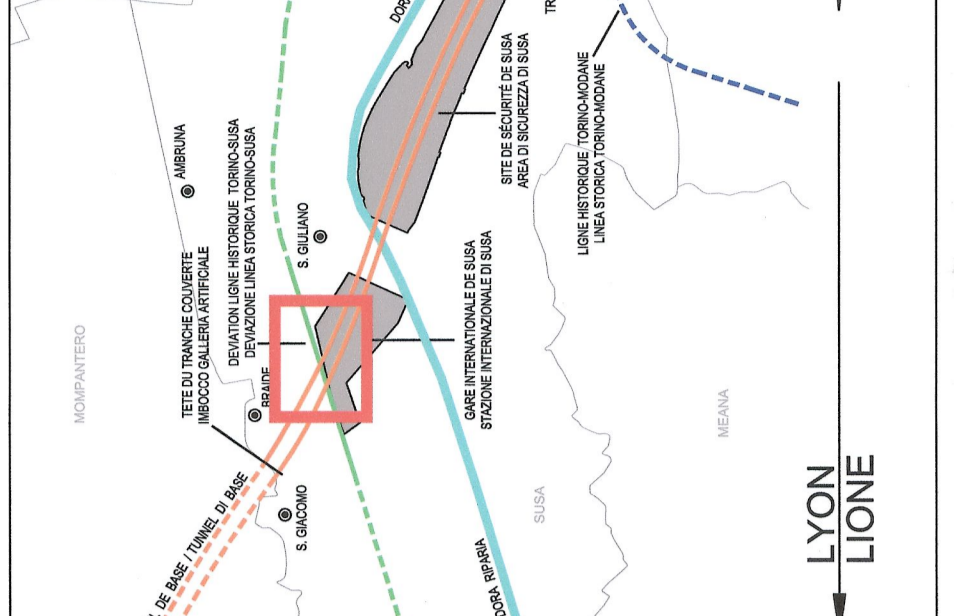 MOMPANTERO
AMBRUNA
TETE DU TRANCHE COUVERTE
IMBOCCO GALLERIA ARTIFICIALE
DEVIATION LIGNE HISTORIQUE TORINO-SUSA
DEVIAZIONE LINEA STORICA TORINO-SUSA
S. GIULIANO
BRAIDE
S. GIACOMO
DE BASE / TUNNEL DI BASE
DORA RIPARIA
GARE INTERNATIONALE DE SUSA
STAZIONE INTERNAZIONALE DI SUSA
SITE DE SÉCURITÉ DE SUSA
AREA DI SICUREZZA DI SUSA
LIGNE HISTORIQUE TORINO-MODANE
LINEA STORICA TORINO-MODANE
SUSA
MEANA
LYON
LIONE